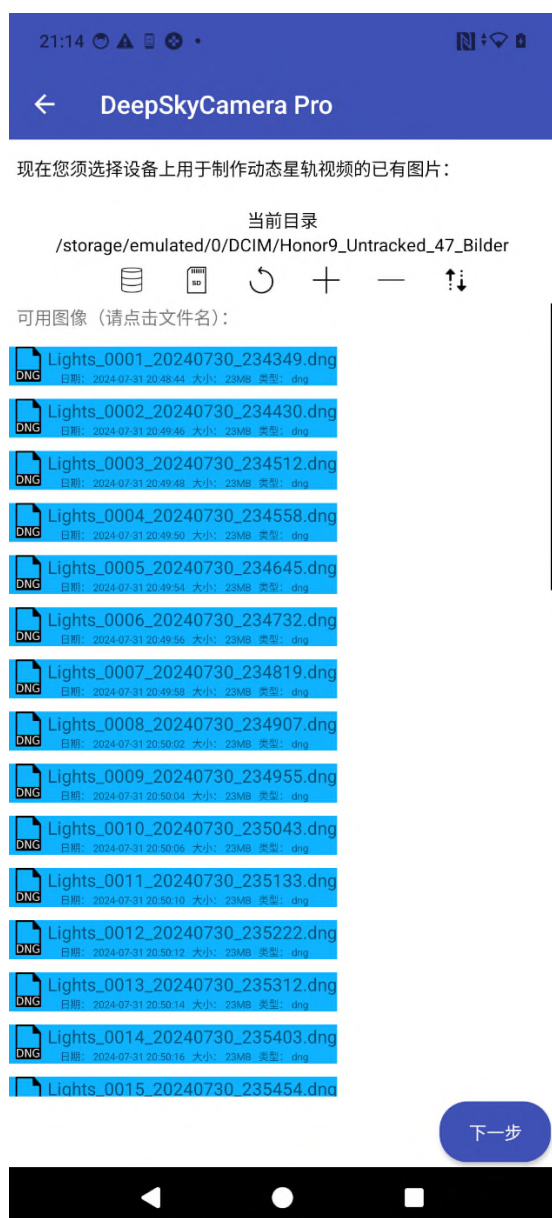 21:14
DeepSkyCamera Pro
现在您须选择设备上用于制作动态星轨视频的已有图片：
当前目录
/storage/emulated/0/DCIM/Honor9_Untracked_47_Bilder
SD
可用图像（请点击文件名）：
DNG Lights_0001_20240730_234349.dng
日期： 2024-07-31 20:48:44 大小： 23MB 类型： dng
DNG Lights_0002_20240730_234430.dng
日期： 2024-07-31 20:49:46 大小： 23MB 类型： dng
DNG Lights_0003_20240730_234512.dng
日期： 2024-07-31 20:49:48 大小： 23MB 类型： dng
DNG Lights_0004_20240730_234558.dng
日期： 2024-07-31 20:49:50 大小： 23MB 类型： dng
DNG Lights_0005_20240730_234645.dng
日期： 2024-07-31 20:49:54 大小： 23MB 类型： dng
DNG Lights_0006_20240730_234732.dng
日期： 2024-07-31 20:49:56 大小： 23MB 类型： dng
DNG Lights_0007_20240730_234819.dng
日期： 2024-07-31 20:49:58 大小： 23MB 类型： dng
DNG Lights_0008_20240730_234907.dng
日期： 2024-07-31 20:50:02 大小： 23MB 类型： dng
DNG Lights_0009_20240730_234955.dng
日期： 2024-07-31 20:50:04 大小： 23MB 类型： dng
DNG Lights_0010_20240730_235043.dng
日期： 2024-07-31 20:50:06 大小： 23MB 类型： dng
DNG Lights_0011_20240730_235133.dng
日期： 2024-07-31 20:50:10 大小： 23MB 类型： dng
DNG Lights_0012_20240730_235222.dng
日期： 2024-07-31 20:50:12 大小： 23MB 类型： dng
DNG Lights_0013_20240730_235312.dng
日期： 2024-07-31 20:50:14 大小： 23MB 类型： dng
DNG Lights_0014_20240730_235403.dng
日期： 2024-07-31 20:50:16 大小： 23MB 类型： dng
Lights_0015_20240730_235454.dng
下一步